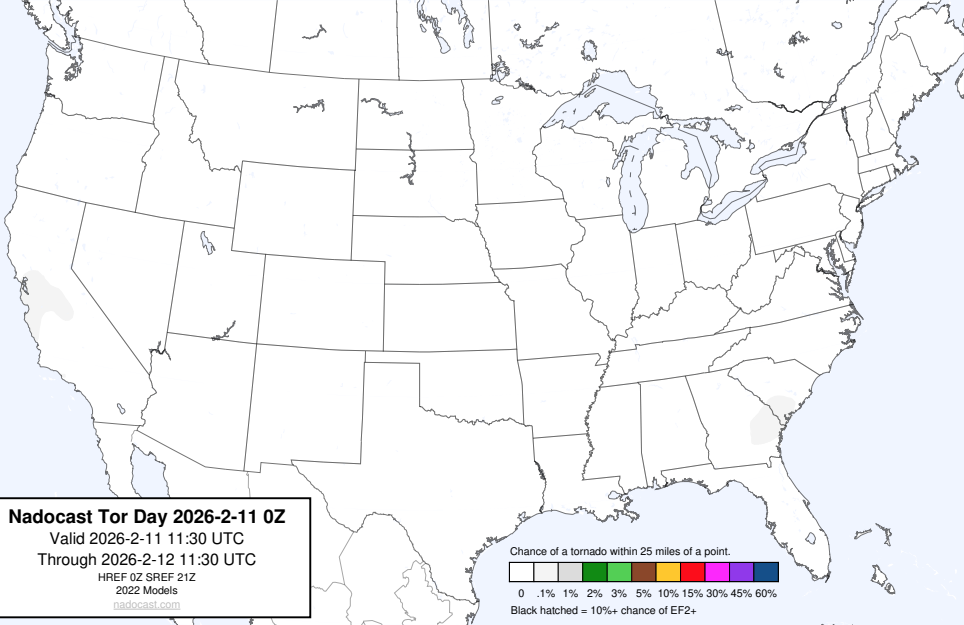 Nadocast Tor Day 2026-2-11 0Z
Valid 2026-2-11 11:30 UTC
Through 2026-2-12 11:30 UTC
HREF 0Z SREF 21Z
2022 Models
nadocast.com
Chance of a tornado within 25 miles of a point.
0 .1% 1% 2% 3% 5% 10% 15% 30% 45% 60%
Black hatched = 10%+ chance of EF2+